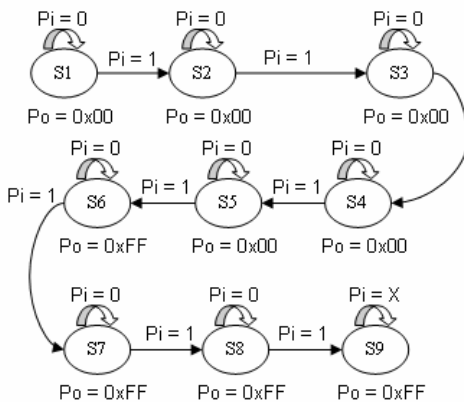 Pi = 0 Pi = 0 Pi = 0
S1 Pi = 1 S2 Pi = 1 S3
Po = 0x00 Po = 0x00 Po = 0x00
Pi = 0 Pi = 0 Pi = 0
Pi = 1 S6 Pi = 1 S5 Pi = 1 S4
Po = 0xFF Po = 0x00 Po = 0x00
Pi = 0 Pi = 0 Pi = X
S7 Pi = 1 S8 Pi = 1 S9
Po = 0xFF Po = 0xFF Po = 0xFF